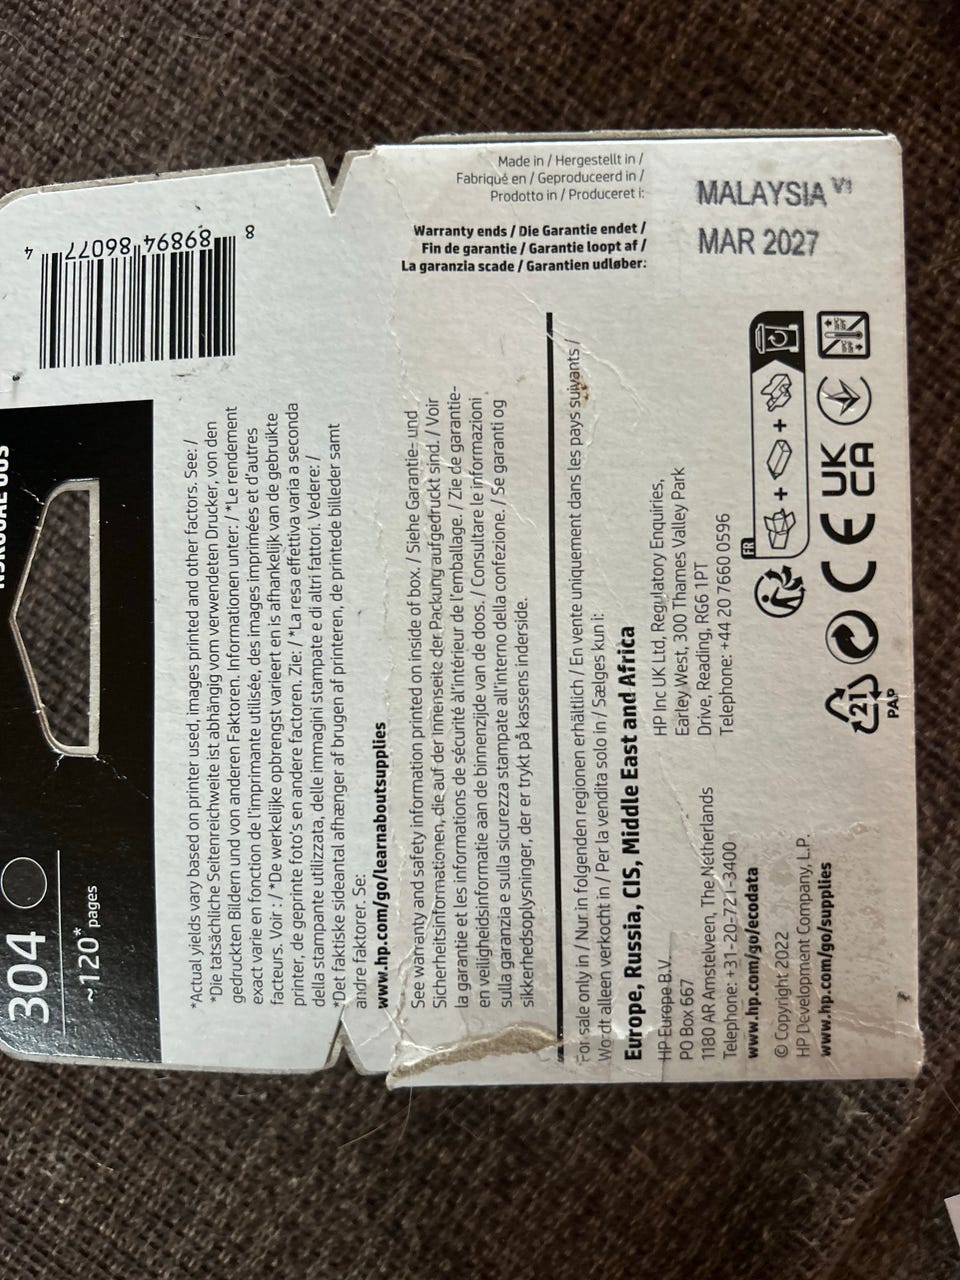 304
~120* pages
8 89894 86077 4
*Actual yields vary based on printer used, images printed and other factors. See: /
*Die tatsächliche Seitenreichweite ist abhängig vom verwendeten Drucker, von den
gedruckten Bildern und von anderen Faktoren. Informationen unter: / *Le rendement
exact varie en fonction de l'imprimante utilisée, des images imprimées et d'autres
facteurs. Voir : / *De werkelijke opbrengst varieert en is afhankelijk van de gebruikte
printer, de geprinte foto's en andere factoren. Zie: / *La resa effettiva varia a seconda
della stampante utilizzata, delle immagini stampate e di altri fattori. Vedere: /
*Det faktiske sideantal afhænger af brugen af printeren, de printede billeder samt
andre faktorer. Se:
www.hp.com/go/learnaboutsupplies
Made in / Hergestellt in /
Fabriqué en / Geproduceerd in /
Prodotto in / Produceret i:
MALAYSIA V1
Warranty ends / Die Garantie endet /
Fin de garantie / Garantie loopt af /
La garanzia scade / Garantien udløber:
MAR 2027
See warranty and safety information printed on inside of box. / Siehe Garantie- und
Sicherheitsinformationen, die auf der Innenseite der Packung aufgedruckt sind. / Voir
la garantie et les informations de sécurité à l'intérieur de l'emballage. / Zie de garantie-
en veiligheidsinformatie aan de binnenzijde van de doos. / Consultare le informazioni
sulla garanzia e sulla sicurezza stampate all'interno della confezione. / Se garanti og
sikkerhedsoplysninger, der er trykt på kassens inderside.
For sale only in / Nur in folgenden regionen erhältlich / En vente uniquement dans les pays suivants /
Wordt alleen verkocht in / Per la vendita solo in / Sælges kun i:
Europe, Russia, CIS, Middle East and Africa
HP Europe B.V.
PO Box 667
1180 AR Amstelveen, The Netherlands
Telephone: +31-20-721-3400
www.hp.com/go/ecodata
© Copyright 2022
HP Development Company, L.P.
www.hp.com/go/supplies
HP Inc UK Ltd, Regulatory Enquiries,
Earley West, 300 Thames Valley Park
Drive, Reading, RG6 1PT
Telephone: +44 20 7660 0596
FR
+ +
21
PAP
CE UK
CA